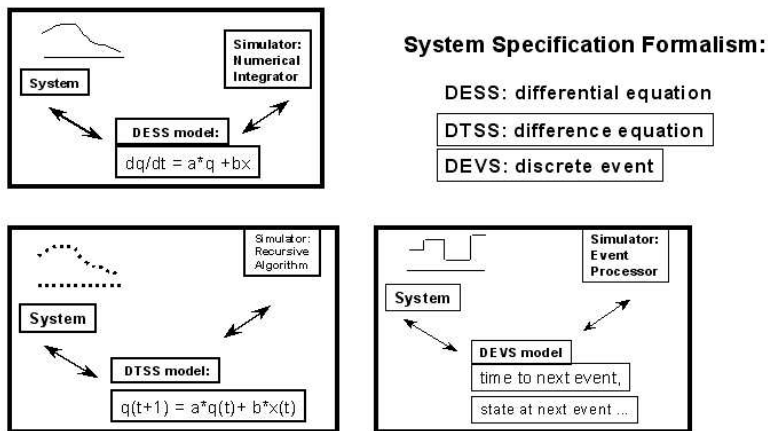 System Specification Formalism:
DESS: differential equation
DTSS: difference equation
DEVS: discrete event
Simulator:
Numerical
Integrator
System
DESS model:
dq/dt = a*q +bx
Simulator:
Recursive
Algorithm
System
DTSS model:
q(t+1) = a*q(t)+ b*x(t)
Simulator:
Event
Processor
System
DEVS model
time to next event,
state at next event ...